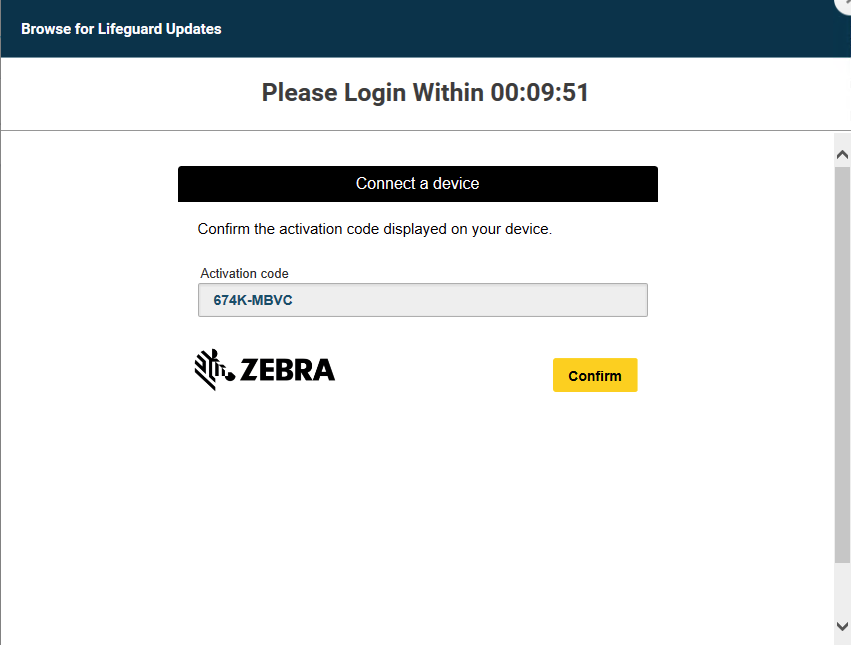 Browse for Lifeguard Updates
Please Login Within 00:09:51
Connect a device
Confirm the activation code displayed on your device.
Activation code
674K-MBVC
ZEBRA
Confirm